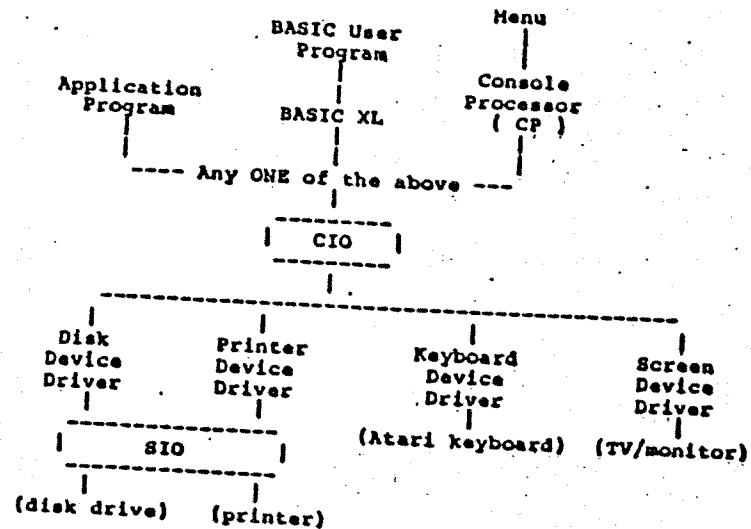 Menu
BASIC User
Program
Console
Processor
( CP )
Application
Program
BASIC XL
---- Any ONE of the above ---
CIO
Disk
Device
Driver
Printer
Device
Driver
Keyboard
Device
Driver
Screen
Device
Driver
SIO
(Atari keyboard)
(TV/monitor)
(disk drive)
(printer)